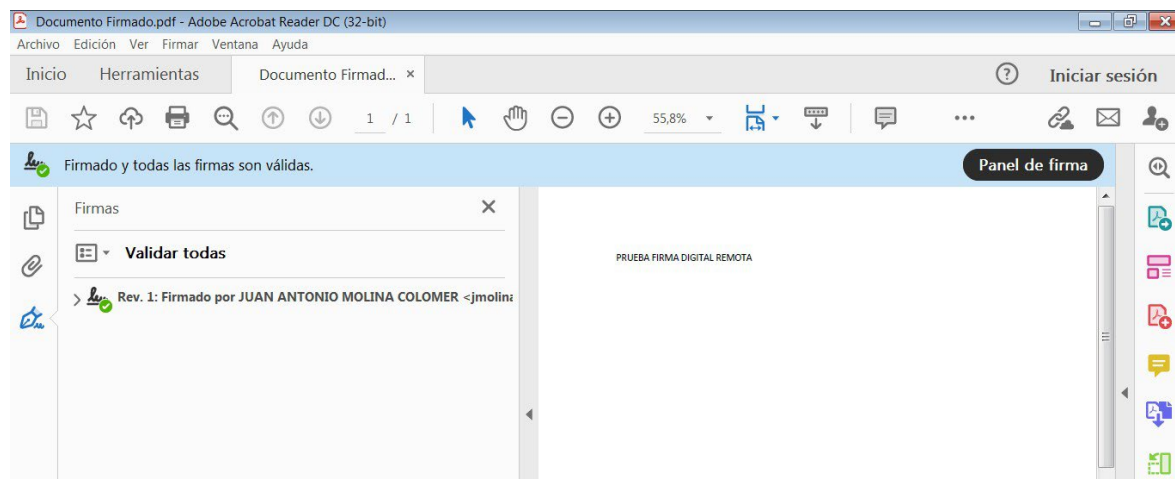 Documento Firmado.pdf - Adobe Acrobat Reader DC (32-bit)
Archivo Edición Ver Firmar Ventana Ayuda
Inicio Herramientas Documento Firmad... × ? Iniciar sesión
1 / 1 55,8% ...
Firmado y todas las firmas son válidas. Panel de firma
Firmas
Validar todas
PRUEBA FIRMA DIGITAL REMOTA
Rev. 1: Firmado por JUAN ANTONIO MOLINA COLOMER <jmolina